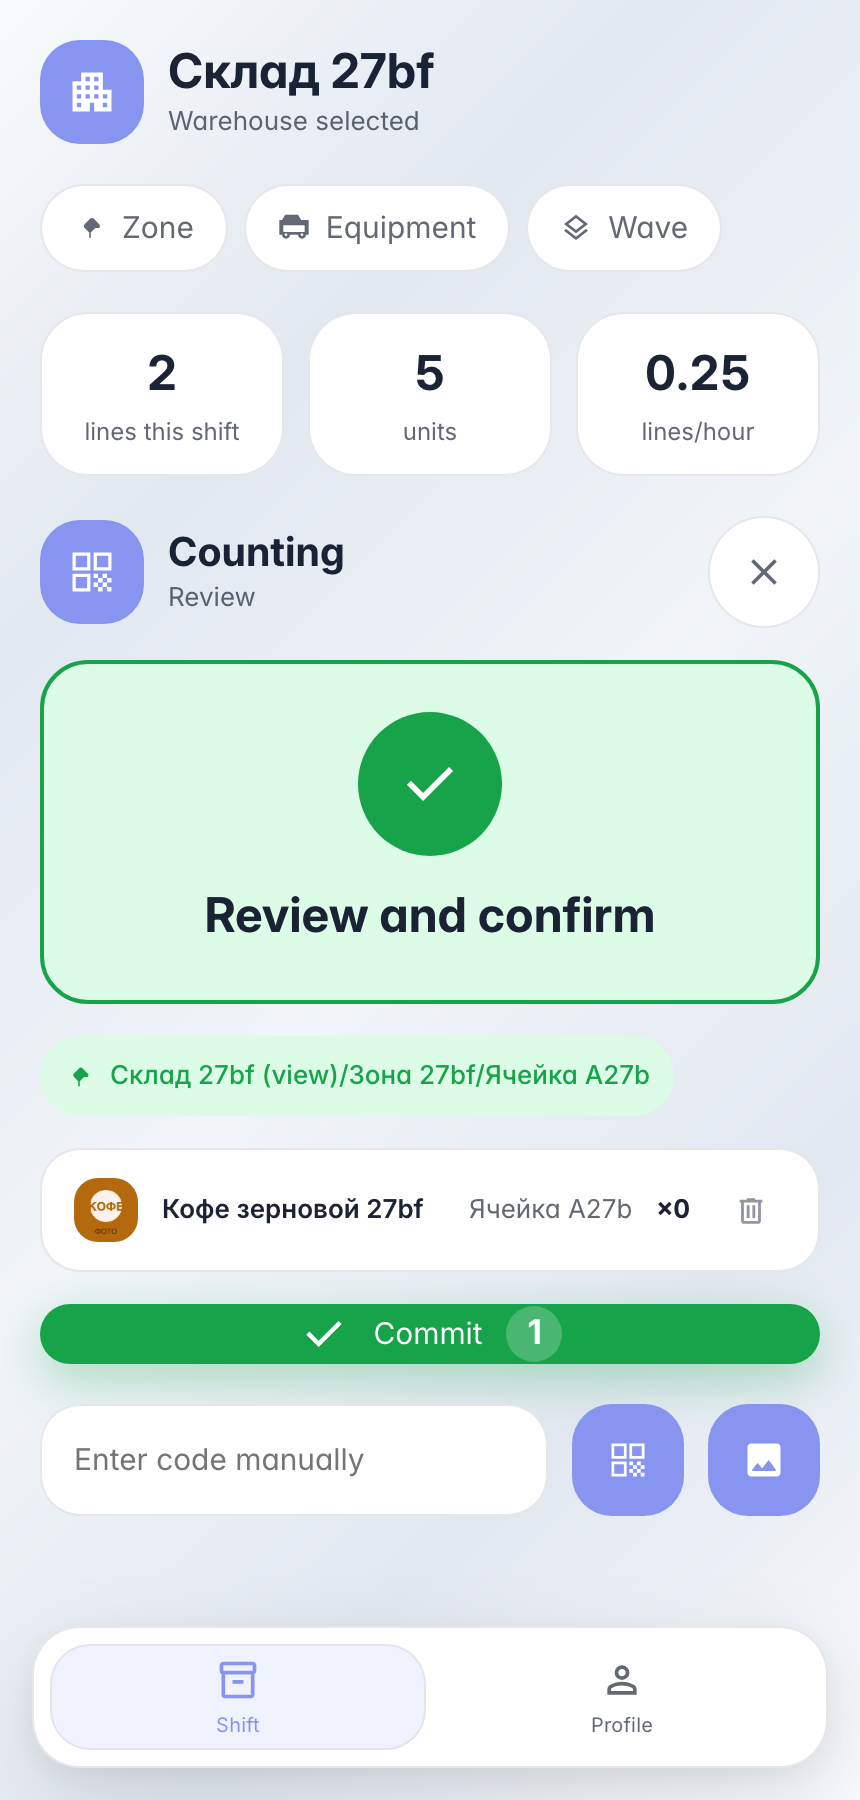 Склад 27bf
Warehouse selected
Zone
Equipment
Wave
2
lines this shift
5
units
0.25
lines/hour
Counting
Review
Review and confirm
Склад 27bf (view)/Зона 27bf/Ячейка A27b
КОФЕ
ФОТО
Кофе зерновой 27bf
Ячейка A27b
×0
Commit
1
Enter code manually
Shift
Profile